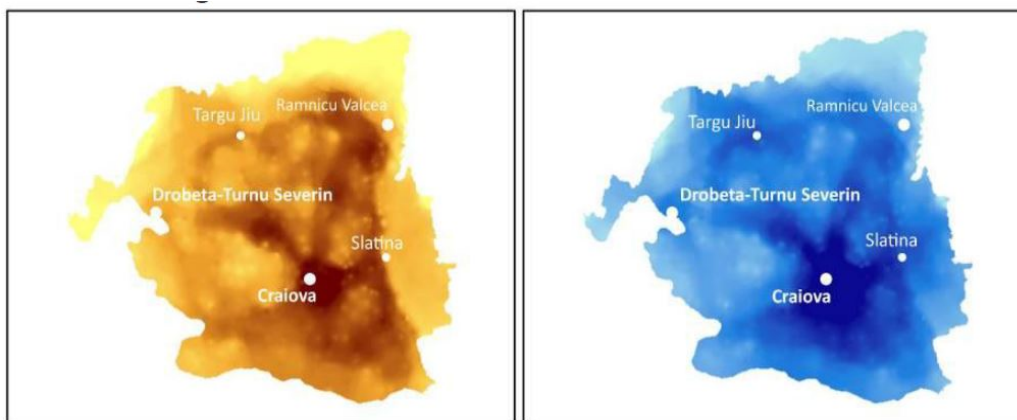 Ramnicu Valcea
Targu Jiu
Drobeta-Turnu Severin
Slatina
Craiova
Ramnicu Valcea
Targu Jiu
Drobeta-Turnu Severin
Slatina
Craiova